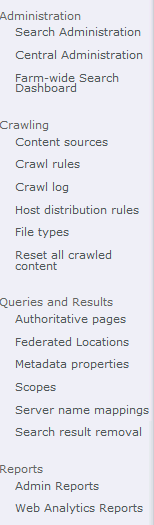 Administration
Search Administration
Central Administration
Farm-wide Search
Dashboard
Crawling
Content sources
Crawl rules
Crawl log
Host distribution rules
File types
Reset all crawled
content
Queries and Results
Authoritative pages
Federated Locations
Metadata properties
Scopes
Server name mappings
Search result removal
Reports
Admin Reports
Web Analytics Reports